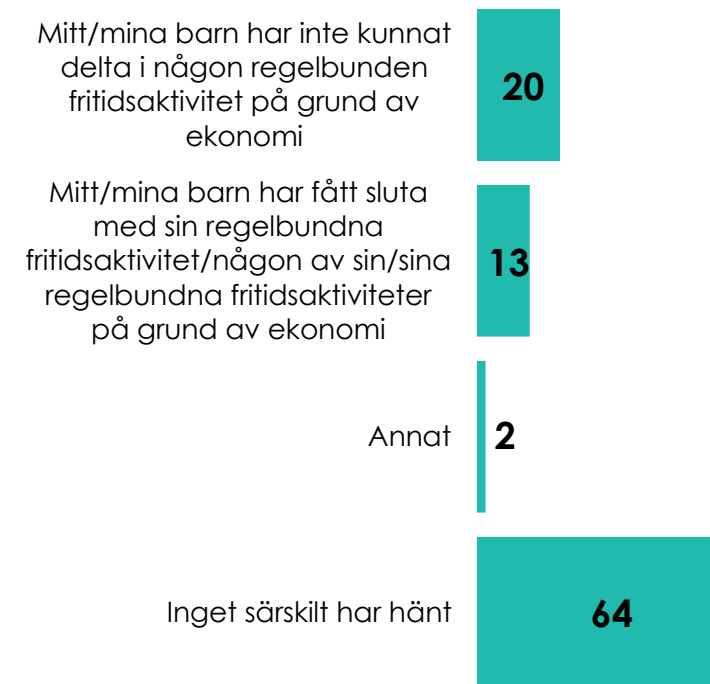 Mitt/mina barn har inte kunnat
delta i någon regelbunden
fritidsaktivitet på grund av
ekonomi
20
Mitt/mina barn har fått sluta
med sin regelbundna
fritidsaktivitet/någon av sin/sina
regelbundna fritidsaktiviteter
på grund av ekonomi
13
Annat
2
Inget särskilt har hänt
64